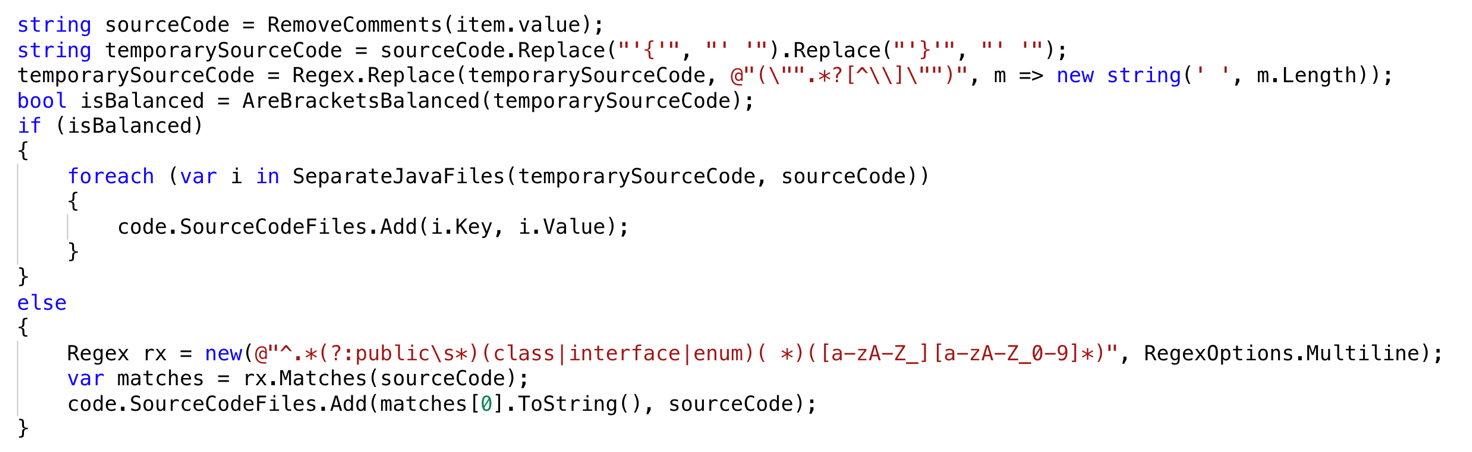 string sourceCode = RemoveComments(item.value);
string temporarySourceCode = sourceCode.Replace("'{'", "' '").Replace("'}'", "' '");
temporarySourceCode = Regex.Replace(temporarySourceCode, @"(\"".*?[^\\]\"")", m => new string(' ', m.Length));
bool isBalanced = AreBracketsBalanced(temporarySourceCode);
if (isBalanced)
{
    foreach (var i in SeparateJavaFiles(temporarySourceCode, sourceCode))
    {
        code.SourceCodeFiles.Add(i.Key, i.Value);
    }
}
else
{
    Regex rx = new(@"^.*(?:public\s*)(class|interface|enum)( *)([a-zA-Z_][a-zA-Z_0-9]*)", RegexOptions.Multiline);
    var matches = rx.Matches(sourceCode);
    code.SourceCodeFiles.Add(matches[0].ToString(), sourceCode);
}